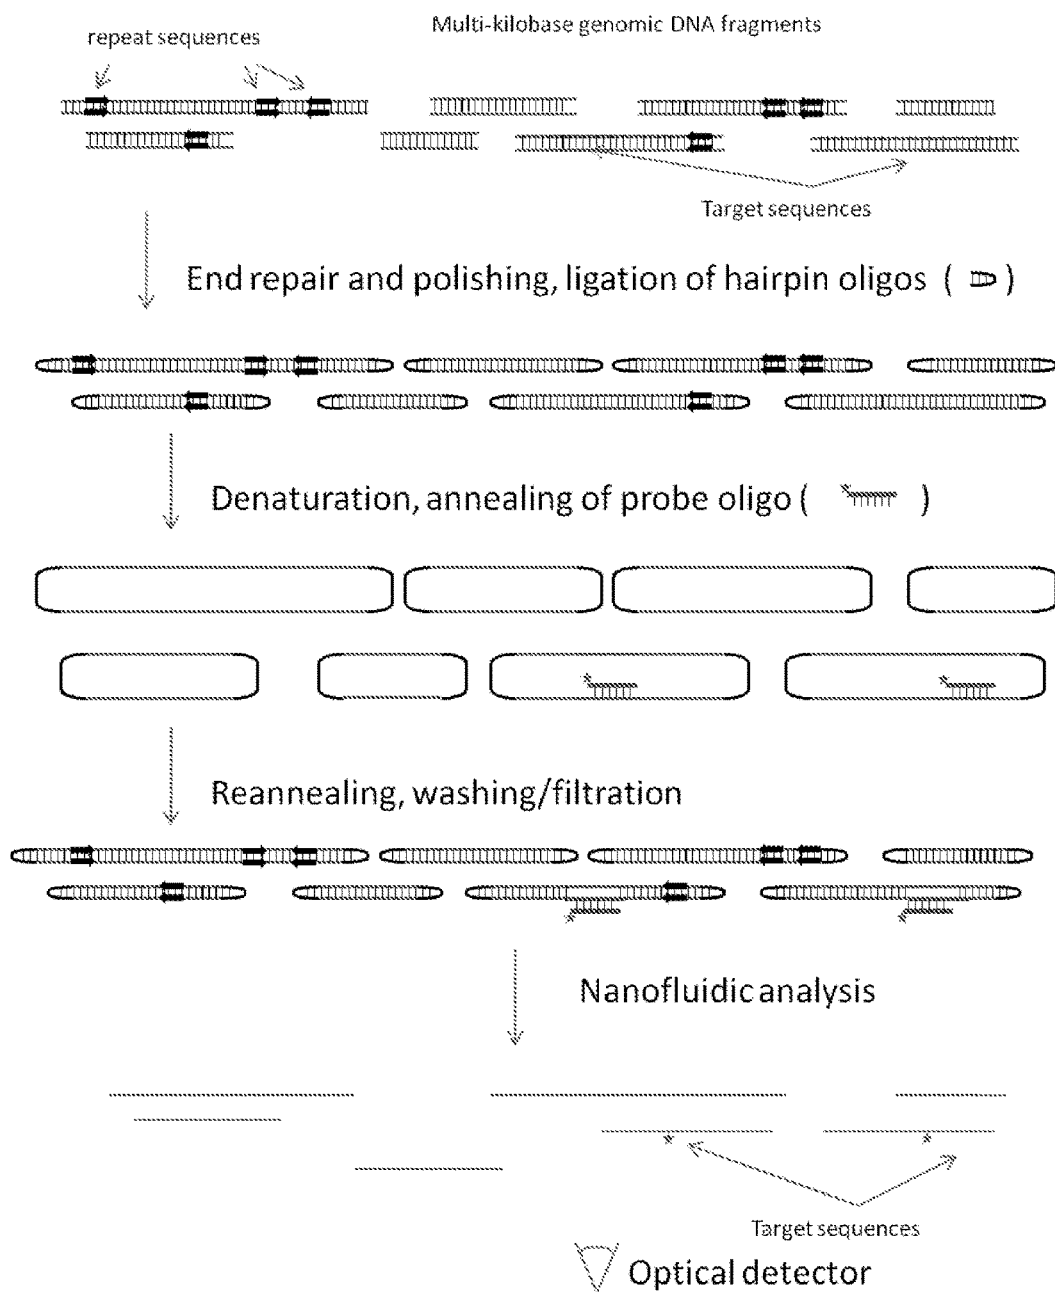 Multi-kilobase genomic DNA fragments
repeat sequences
Target sequences
End repair and polishing, ligation of hairpin oligos ( )
Denaturation, annealing of probe oligo ( )
Reannealing, washing/filtration
Nanofluidic analysis
Target sequences
Optical detector